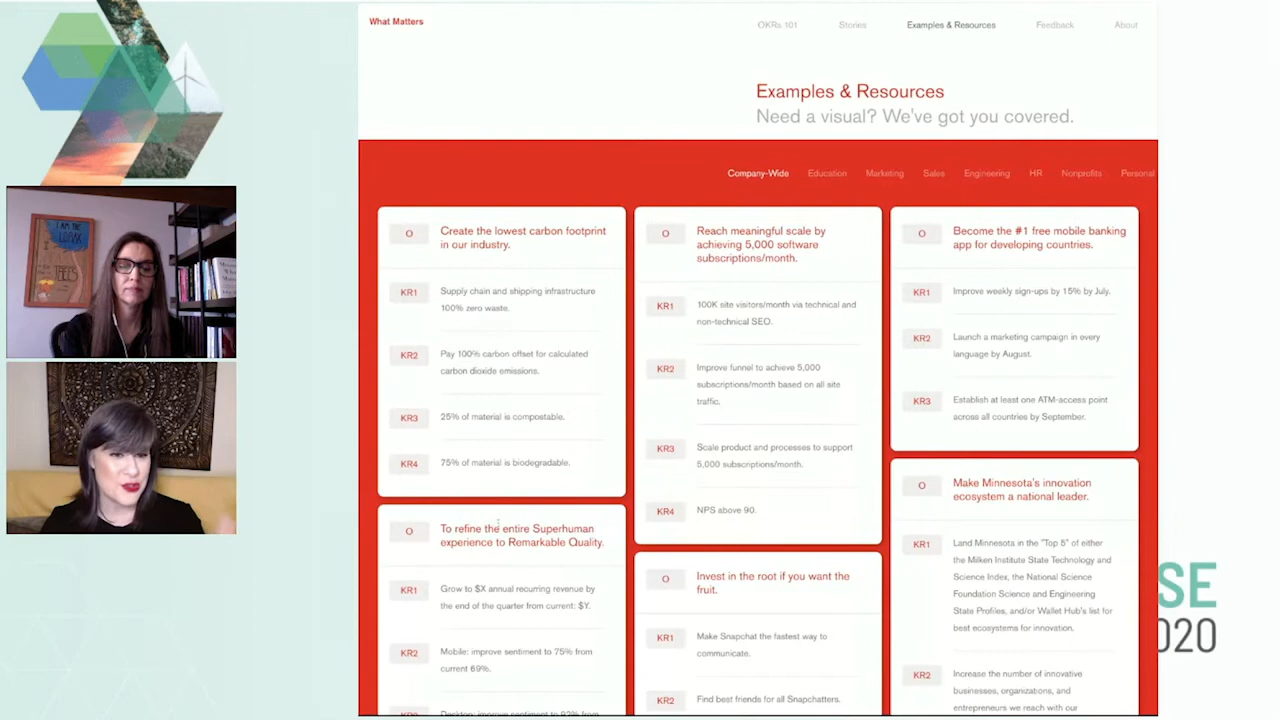 What Matters
OKRs 101
Stories
Examples & Resources
Feedback
About
Examples & Resources
Need a visual? We've got you covered.
Company-Wide
Education
Marketing
Sales
Engineering
HR
Nonprofits
Personal
O
Create the lowest carbon footprint
in our industry.
KR1
Supply chain and shipping infrastructure
100% zero waste.
KR2
Pay 100% carbon offset for calculated
carbon dioxide emissions.
KR3
25% of material is compostable.
KR4
75% of material is biodegradable.
O
To refine the entire Superhuman
experience to Remarkable Quality.
KR1
Grow to $X annual recurring revenue by
the end of the quarter from current: $Y.
KR2
Mobile: improve sentiment to 75% from
current 69%.
O
Reach meaningful scale by
achieving 5,000 software
subscriptions/month.
KR1
100K site visitors/month via technical and
non-technical SEO.
KR2
Improve funnel to achieve 5,000
subscriptions/month based on all site
traffic.
KR3
Scale product and processes to support
5,000 subscriptions/month.
KR4
NPS above 90.
O
Invest in the root if you want the
fruit.
KR1
Make Snapchat the fastest way to
communicate.
KR2
Find best friends for all Snapchatters.
O
Become the #1 free mobile banking
app for developing countries.
KR1
Improve weekly sign-ups by 15% by July.
KR2
Launch a marketing campaign in every
language by August.
KR3
Establish at least one ATM-access point
across all countries by September.
O
Make Minnesota's innovation
ecosystem a national leader.
KR1
Land Minnesota in the "Top 5" of either
the Milken Institute State Technology and
Science Index, the National Science
Foundation Science and Engineering
State Profiles, and/or Wallet Hub's list for
best ecosystems for innovation.
KR2
Increase the number of innovative
businesses, organizations, and
entrepreneurs we reach with our
I AM THE
LORAX
TREES
SE
020